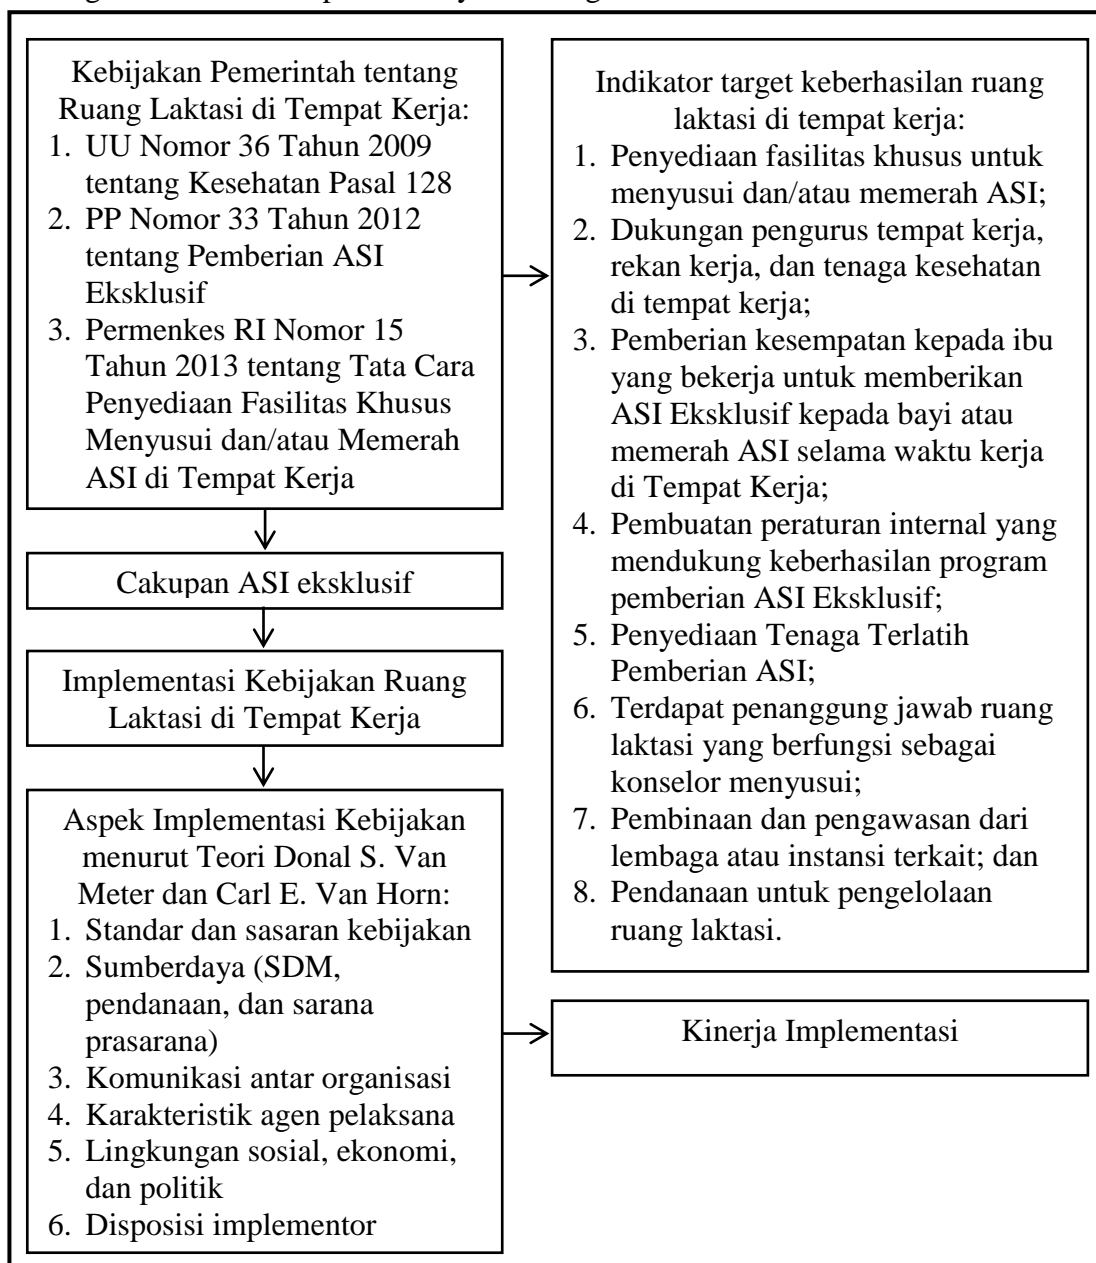 Kebijakan Pemerintah tentang
Ruang Laktasi di Tempat Kerja:
1. UU Nomor 36 Tahun 2009
tentang Kesehatan Pasal 128
2. PP Nomor 33 Tahun 2012
tentang Pemberian ASI
Eksklusif
3. Permenkes RI Nomor 15
Tahun 2013 tentang Tata Cara
Penyediaan Fasilitas Khusus
Menyusui dan/atau Memerah
ASI di Tempat Kerja
Cakupan ASI eksklusif
Implementasi Kebijakan Ruang
Laktasi di Tempat Kerja
Aspek Implementasi Kebijakan
menurut Teori Donal S. Van
Meter dan Carl E. Van Horn:
1. Standar dan sasaran kebijakan
2. Sumberdaya (SDM,
pendanaan, dan sarana
prasarana)
3. Komunikasi antar organisasi
4. Karakteristik agen pelaksana
5. Lingkungan sosial, ekonomi,
dan politik
6. Disposisi implementor
Indikator target keberhasilan ruang
laktasi di tempat kerja:
1. Penyediaan fasilitas khusus untuk
menyusui dan/atau memerah ASI;
2. Dukungan pengurus tempat kerja,
rekan kerja, dan tenaga kesehatan
di tempat kerja;
3. Pemberian kesempatan kepada ibu
yang bekerja untuk memberikan
ASI Eksklusif kepada bayi atau
memerah ASI selama waktu kerja
di Tempat Kerja;
4. Pembuatan peraturan internal yang
mendukung keberhasilan program
pemberian ASI Eksklusif;
5. Penyediaan Tenaga Terlatih
Pemberian ASI;
6. Terdapat penanggung jawab ruang
laktasi yang berfungsi sebagai
konselor menyusui;
7. Pembinaan dan pengawasan dari
lembaga atau instansi terkait; dan
8. Pendanaan untuk pengelolaan
ruang laktasi.
Kinerja Implementasi